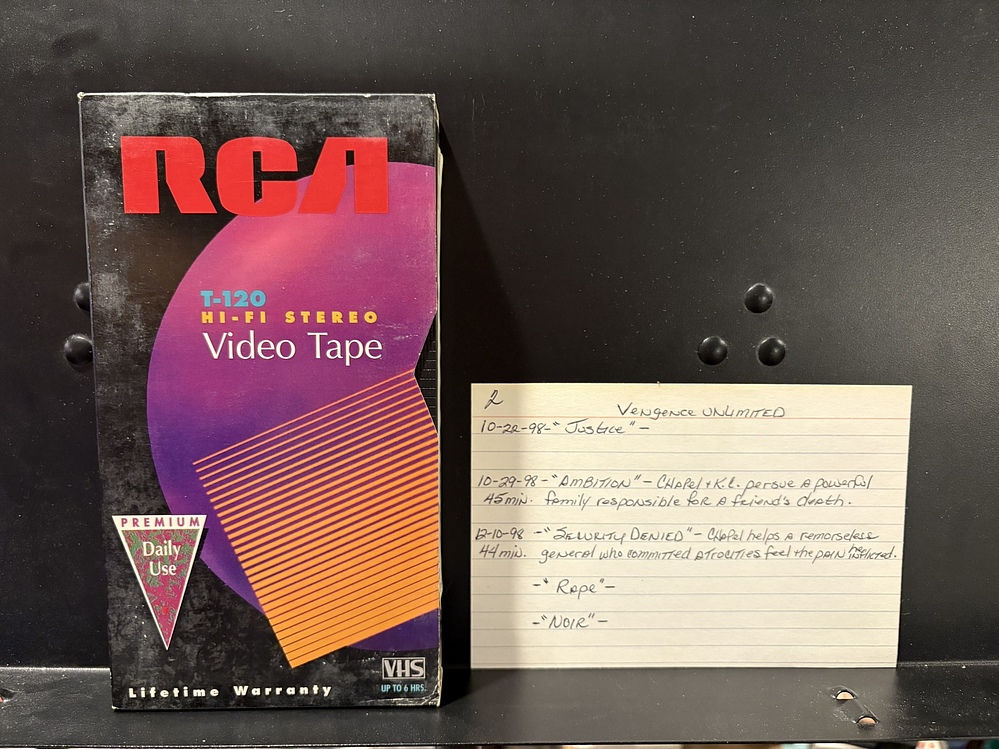 RCA
T-120
HI-FI STEREO
Video Tape
PREMIUM
Daily
Use
Lifetime Warranty
VHS
UP TO 6 HRS.
2
VENGENCE UNLIMITED
10-22-98-"Justice"-
10-29-98-"AMBITION"-CHAPEL + K.C. persue A powerful
45min. family responsible for A friend's death.
12-10-98-"SECURITY DENIED"-CHAPEL helps a remorseless
44min. general who committed atrocities feel the pain he inflicted.
-"Rape"-
-"NOIR"-